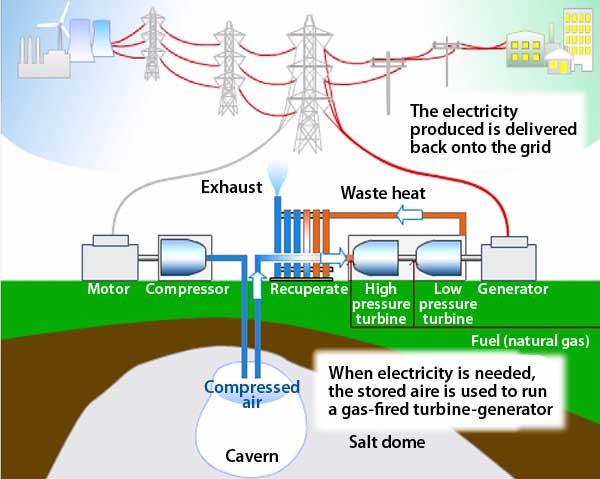 The electricity
produced is delivered
back onto the grid
Exhaust
Waste heat
Motor
Compressor
Recuperate
High
pressure
turbine
Low
pressure
turbine
Generator
Fuel (natural gas)
When electricity is needed,
the stored aire is used to run
a gas-fired turbine-generator
Compressed
air
Cavern
Salt dome